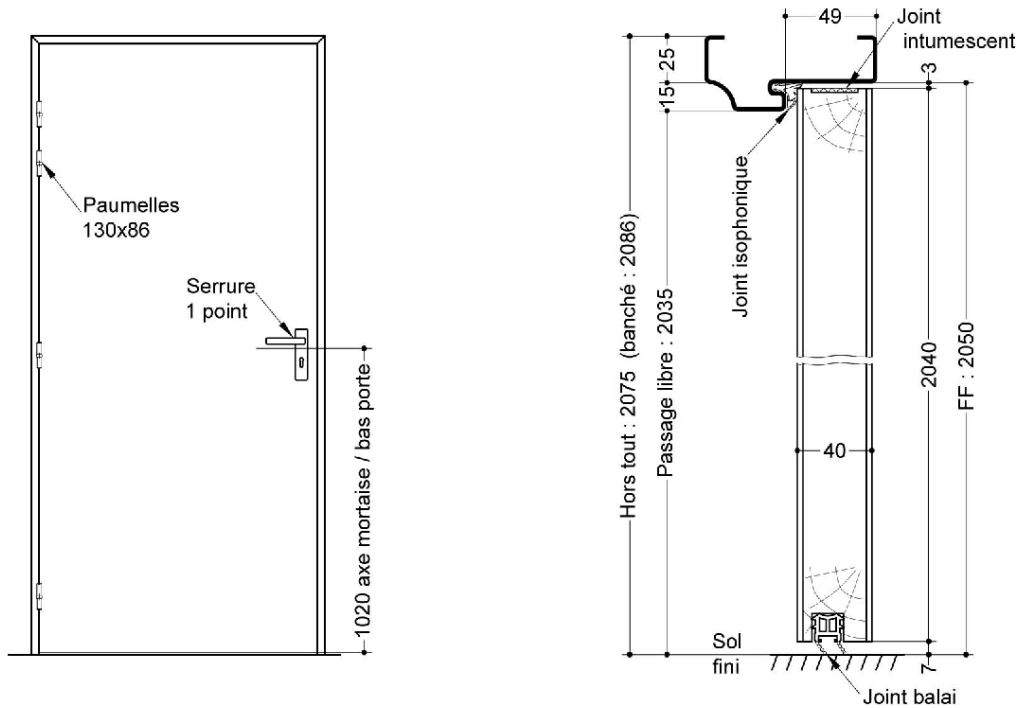 Paumelles
130x86
Serrure
1 point
1020 axe mortaise / bas porte
49
Joint
intumescent
25
15
3
Joint isophonique
Hors tout : 2075 (banché : 2086)
Passage libre : 2035
2040
FF : 2050
40
Sol
fini
7
Joint balai